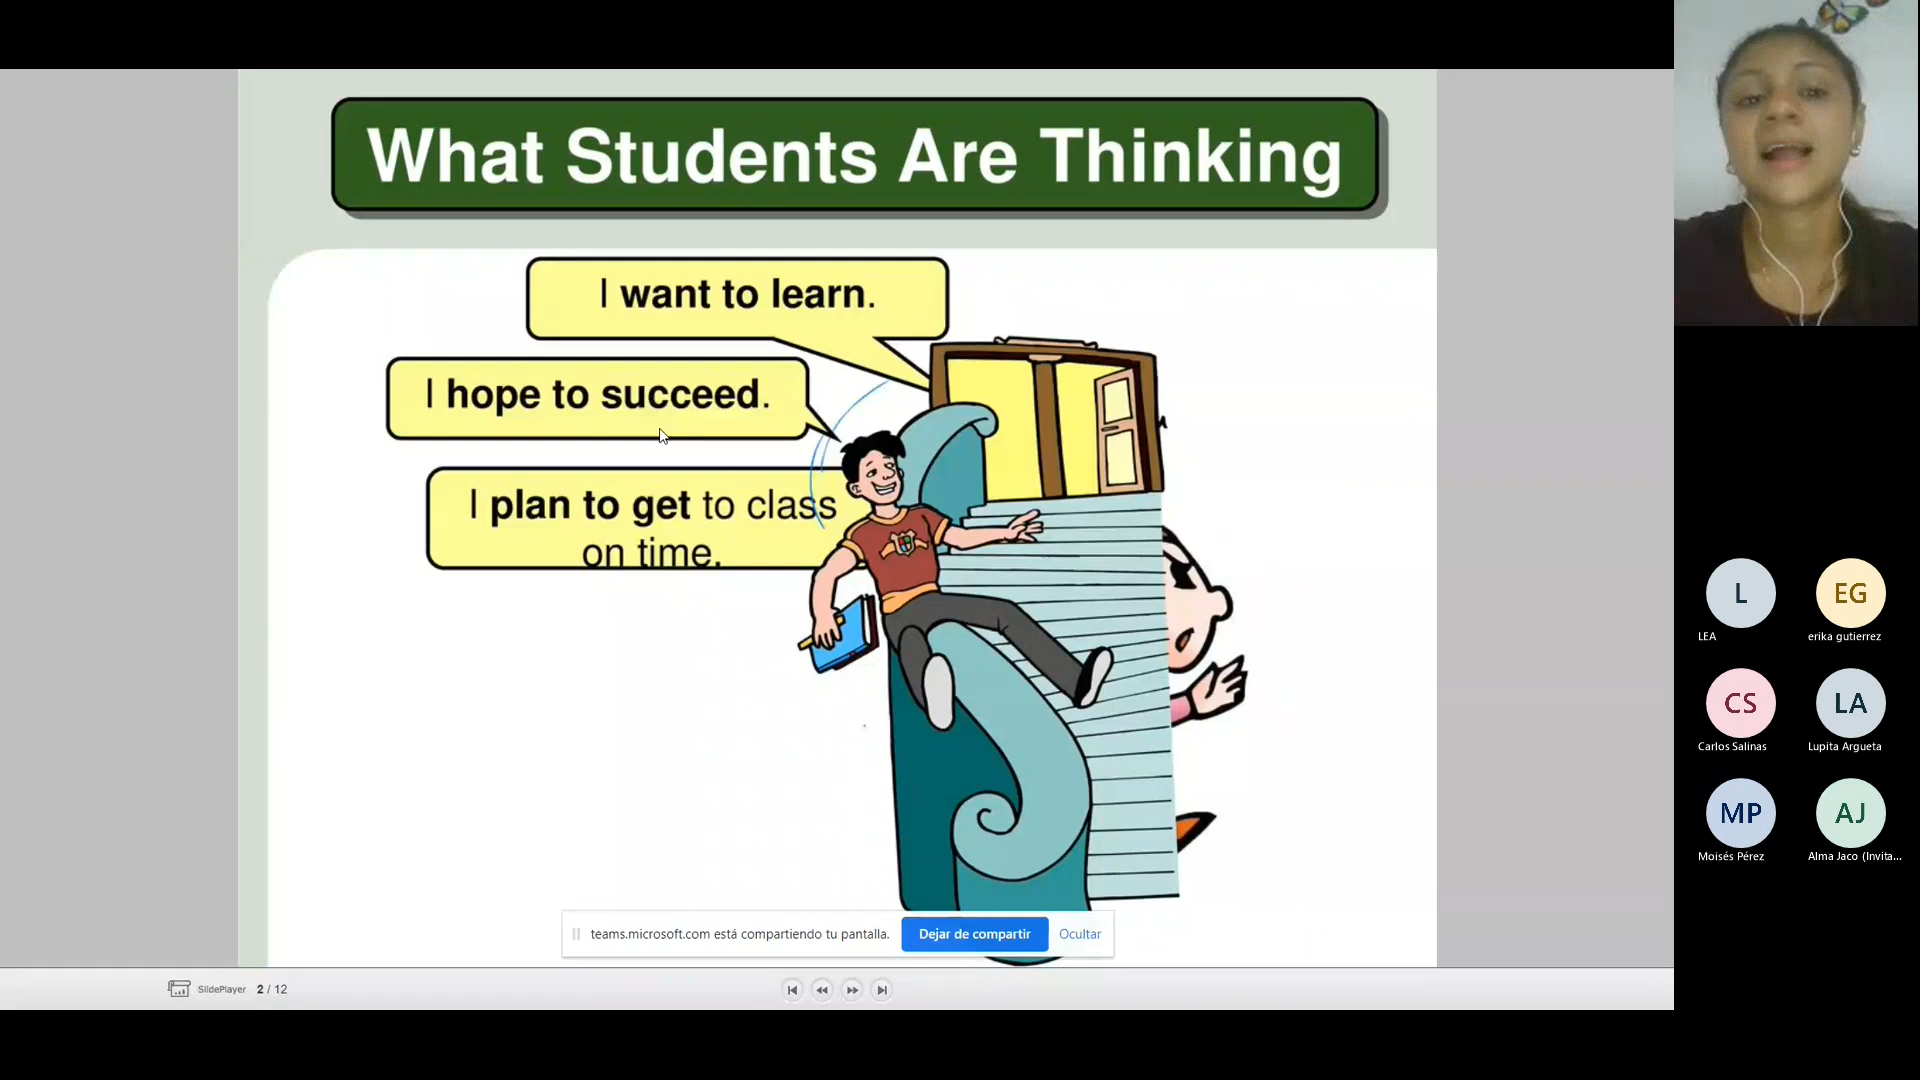 What Students Are Thinking
I want to learn.
I hope to succeed.
I plan to get to class
on time.
teams.microsoft.com está compartiendo tu pantalla.
Dejar de compartir
Ocultar
SlidePlayer 2 / 12
L
LEA
EG
erika gutierrez
CS
Carlos Salinas
LA
Lupita Argueta
MP
Moisés Pérez
AJ
Alma Jaco (Invita...